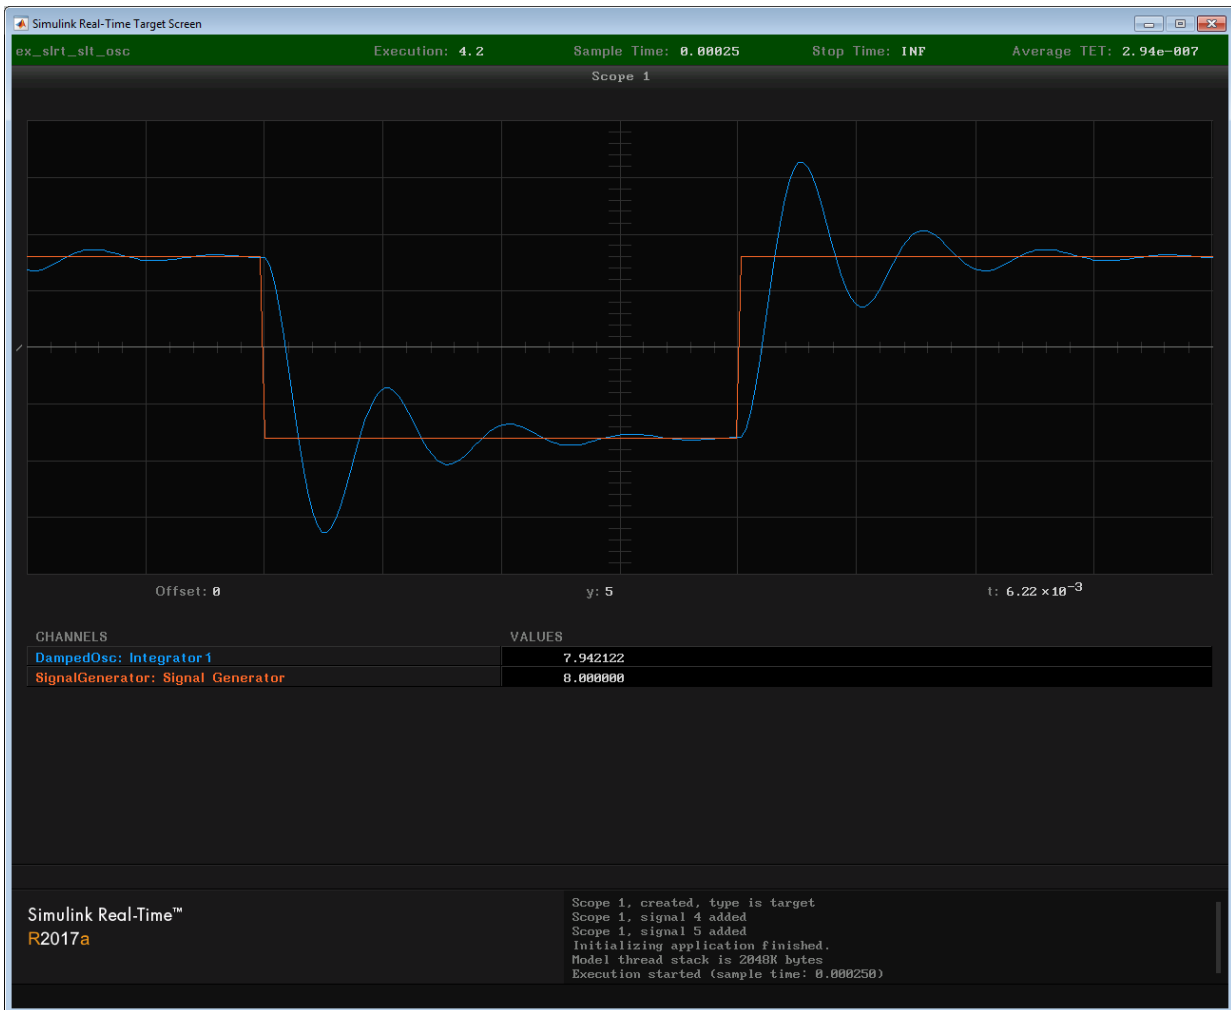 Simulink Real-Time Target Screen
ex_slrt_slt_osc Execution: 4.2 Sample Time: 0.00025 Stop Time: INF Average TET: 2.94e-007
Scope 1
Offset: 0 y: 5 t: 6.22 ×10⁻³
CHANNELS VALUES
DampedOsc: Integrator1 7.942122
SignalGenerator: Signal Generator 8.000000
Simulink Real-Time™
R2017a
Scope 1, created, type is target
Scope 1, signal 4 added
Scope 1, signal 5 added
Initializing application finished.
Model thread stack is 2048K bytes
Execution started (sample time: 0.000250)